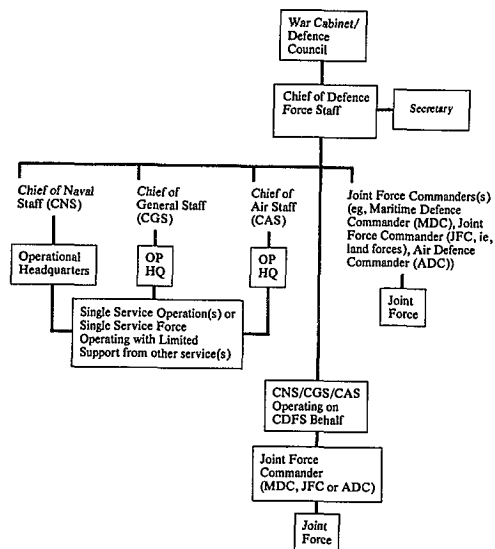 War Cabinet/
Defence
Council
Chief of Defence
Force Staff
Secretary
Chief of Naval
Staff (CNS)
Chief of
General Staff
(CGS)
Chief of
Air Staff
(CAS)
Joint Force Commanders(s)
(eg, Maritime Defence
Commander (MDC), Joint
Force Commander (JFC, ie,
land forces), Air Defence
Commander (ADC))
Operational
Headquarters
OP
HQ
OP
HQ
Joint
Force
Single Service Operation(s) or
Single Service Force
Operating with Limited
Support from other service(s)
CNS/CGS/CAS
Operating on
CDFS Behalf
Joint Force
Commander
(MDC, JFC or ADC)
Joint
Force